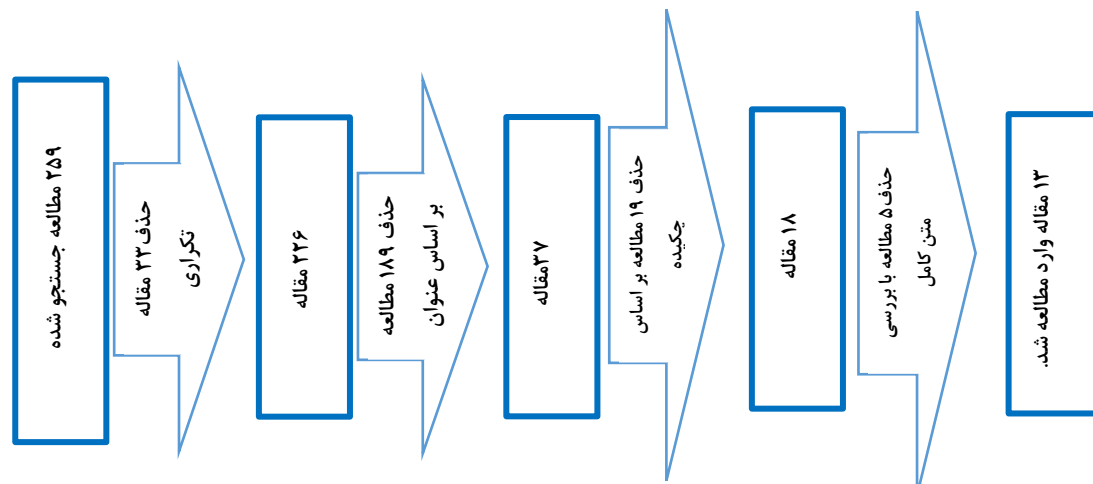 ۲۵۹ مطالعه جستجو شده
حذف ۳۳ مقاله
تکراری
۲۲۶ مقاله
حذف ۱۸۹ مطالعه
بر اساس عنوان
۳۷مقاله
حذف ۱۹ مطالعه بر اساس
چکیده
۱۸ مقاله
حذف ۵ مطالعه با بررسی
متن کامل
۱۳ مقاله وارد مطالعه شد.